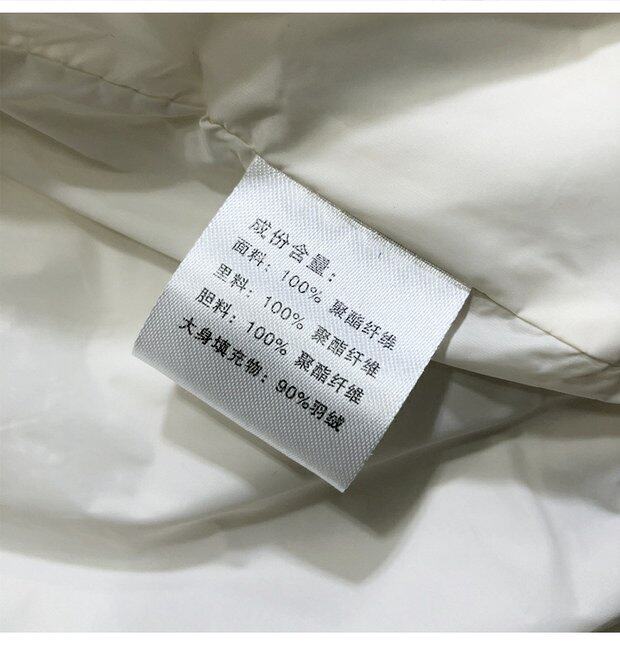 成份含量：
面料：100% 聚酯纤维
里料：100% 聚酯纤维
胆料：100% 聚酯纤维
大身填充物：90%羽绒